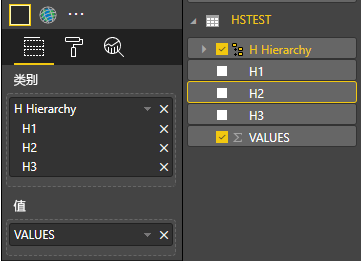 类别
H Hierarchy
H1
H2
H3
值
VALUES
HSTEST
H Hierarchy
H1
H2
H3
Σ VALUES